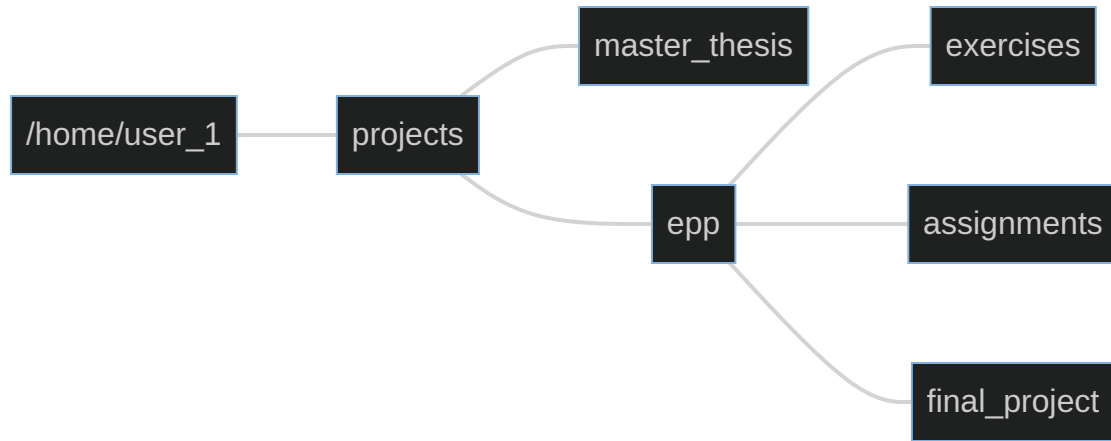 /home/user_1
projects
master_thesis
epp
exercises
assignments
final_project